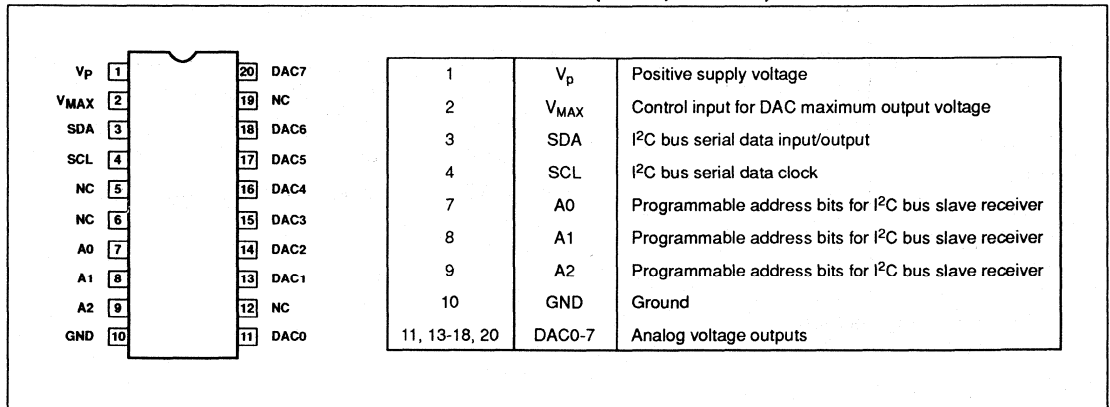 VP 1 20 DAC7
VMAX 2 19 NC
SDA 3 18 DAC6
SCL 4 17 DAC5
NC 5 16 DAC4
NC 6 15 DAC3
A0 7 14 DAC2
A1 8 13 DAC1
A2 9 12 NC
GND 10 11 DAC0
1 Vp Positive supply voltage
2 VMAX Control input for DAC maximum output voltage
3 SDA I2C bus serial data input/output
4 SCL I2C bus serial data clock
7 A0 Programmable address bits for I2C bus slave receiver
8 A1 Programmable address bits for I2C bus slave receiver
9 A2 Programmable address bits for I2C bus slave receiver
10 GND Ground
11, 13-18, 20 DAC0-7 Analog voltage outputs